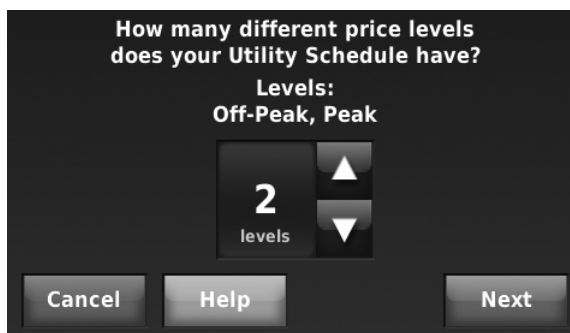 How many different price levels
does your Utility Schedule have?
Levels:
Off-Peak, Peak
2
levels
Cancel
Help
Next